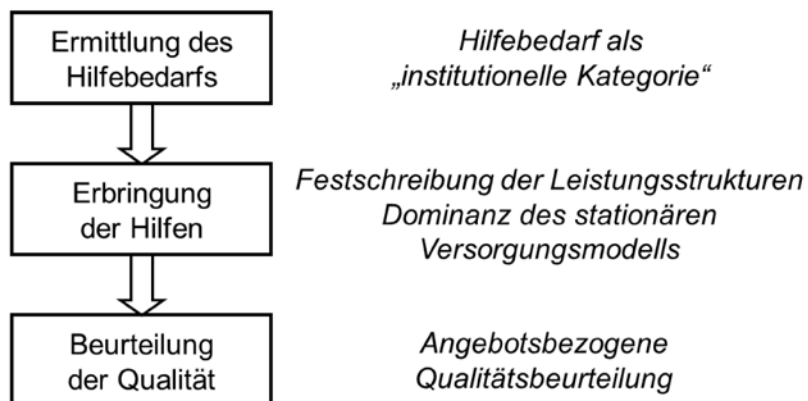 Ermittlung des
Hilfebedarfs
Hilfebedarf als
„institutionelle Kategorie“
Erbringung
der Hilfen
Festschreibung der Leistungsstrukturen
Dominanz des stationären
Versorgungsmodells
Beurteilung
der Qualität
Angebotsbezogene
Qualitätsbeurteilung